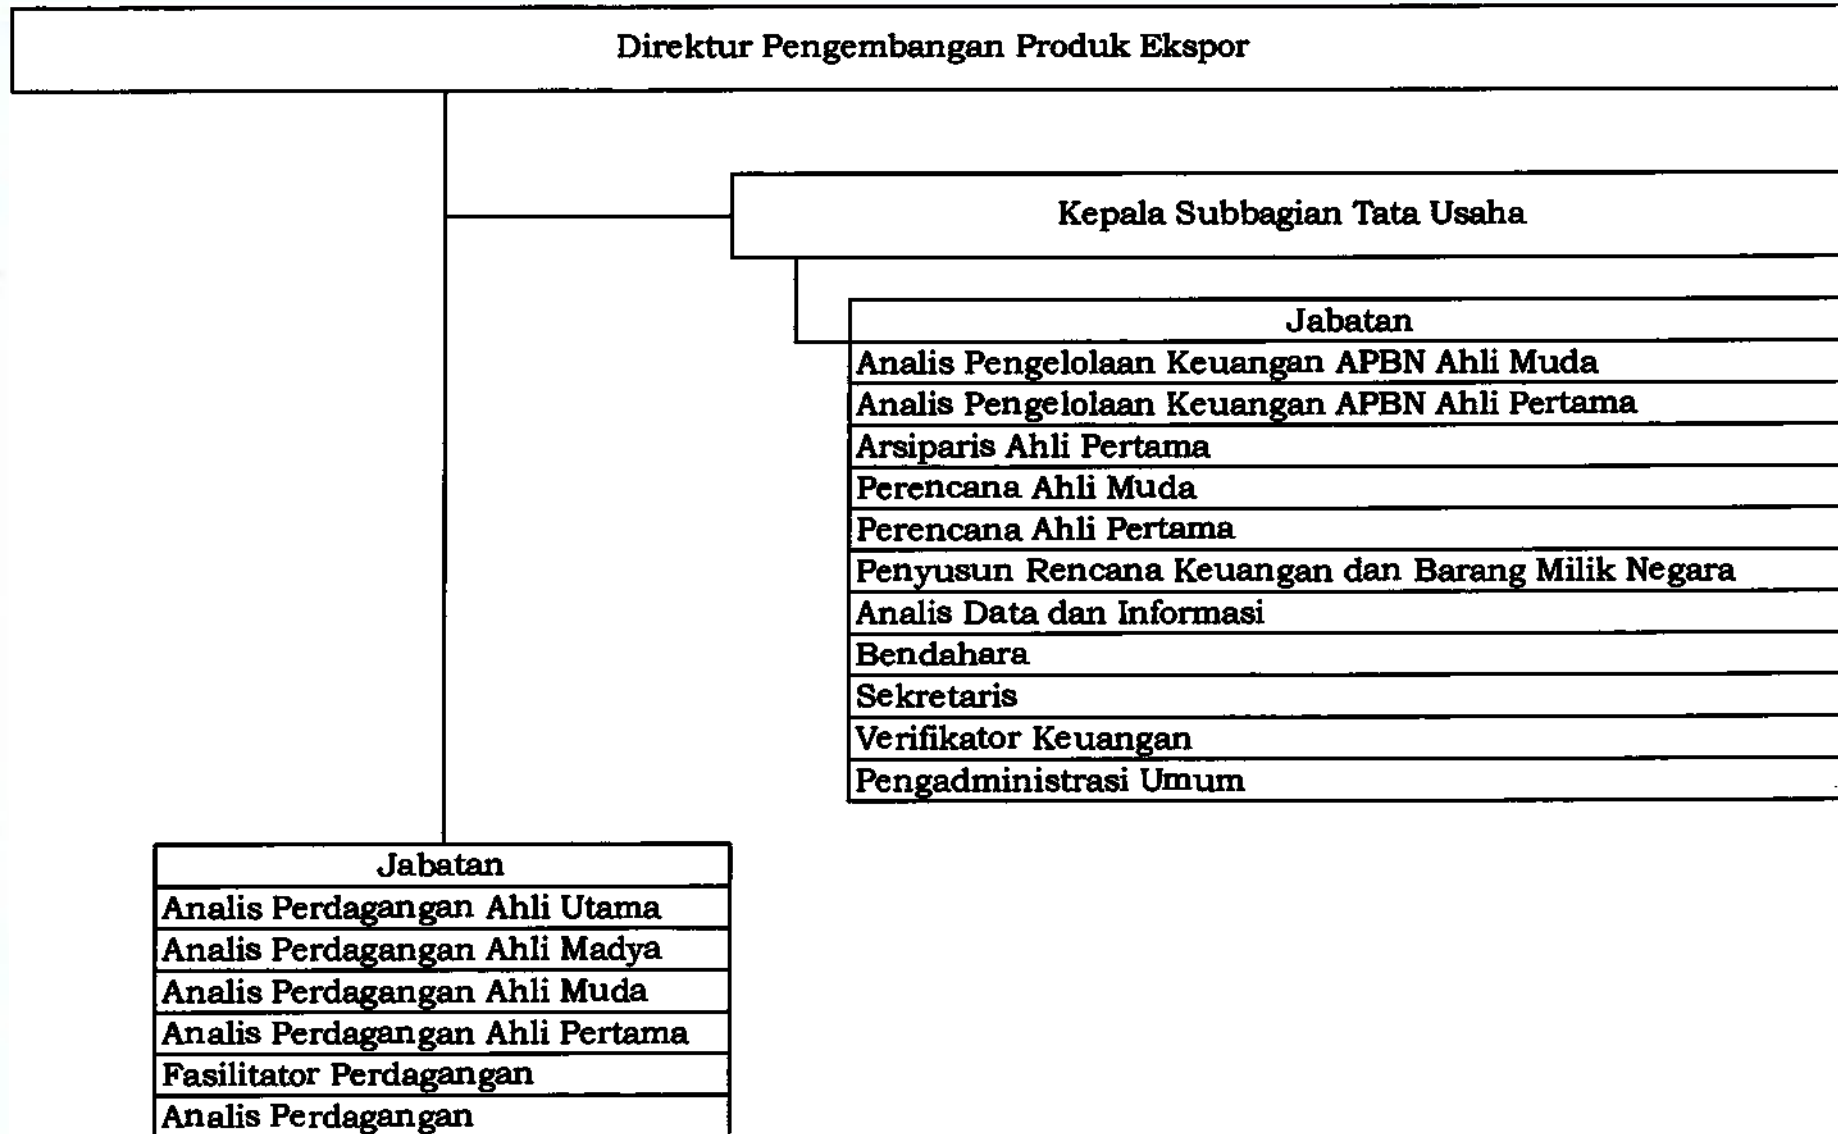 Direktur Pengembangan Produk Ekspor
Kepala Subbagian Tata Usaha
Jabatan
Analis Pengelolaan Keuangan APBN Ahli Muda
Analis Pengelolaan Keuangan APBN Ahli Pertama
Arsiparis Ahli Pertama
Perencana Ahli Muda
Perencana Ahli Pertama
Penyusun Rencana Keuangan dan Barang Milik Negara
Analis Data dan Informasi
Bendahara
Sekretaris
Verifikator Keuangan
Pengadministrasi Umum
Jabatan
Analis Perdagangan Ahli Utama
Analis Perdagangan Ahli Madya
Analis Perdagangan Ahli Muda
Analis Perdagangan Ahli Pertama
Fasilitator Perdagangan
Analis Perdagangan